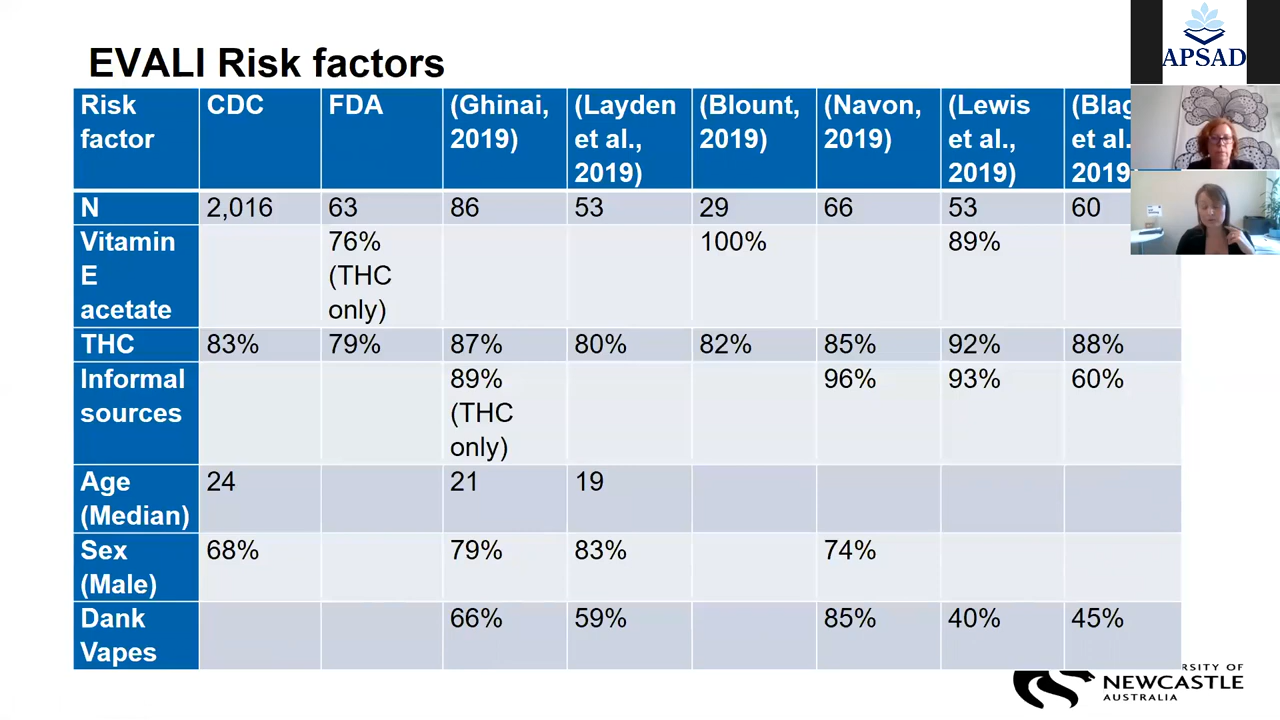 EVALI Risk factors
APSAD
Risk factor CDC FDA (Ghinai, 2019) (Layden et al., 2019) (Blount, 2019) (Navon, 2019) (Lewis et al., 2019) et al. 2019
N 2,016 63 86 53 29 66 53 60
Vitamin E acetate 76% (THC only) 100% 89%
THC 83% 79% 87% 80% 82% 85% 92% 88%
Informal sources 89% (THC only) 96% 93% 60%
Age (Median) 24 21 19
Sex (Male) 68% 79% 83% 74%
Dank Vapes 66% 59% 85% 40% 45%
OF
NEWCASTLE
AUSTRALIA